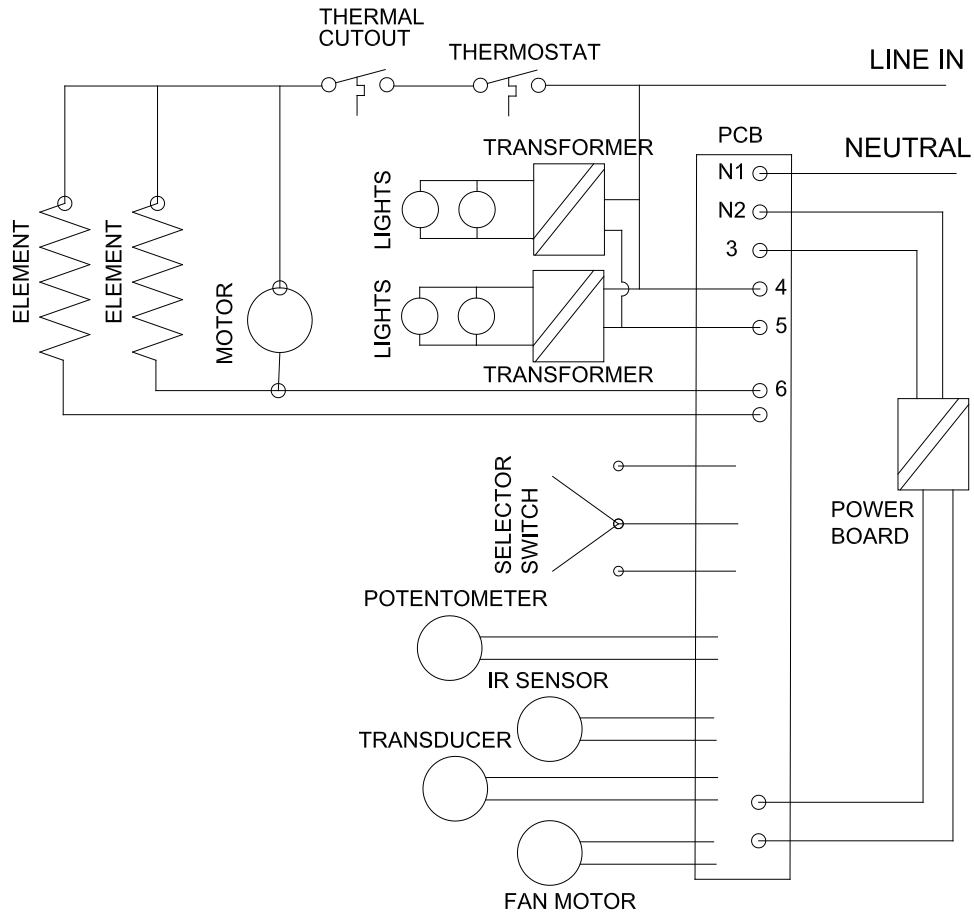 THERMAL
CUTOUT
THERMOSTAT
LINE IN
PCB
TRANSFORMER
NEUTRAL
N1
LIGHTS
N2
ELEMENT
ELEMENT
3
4
MOTOR
LIGHTS
5
TRANSFORMER
6
SELECTOR
SWITCH
POWER
BOARD
POTENTOMETER
IR SENSOR
TRANSDUCER
FAN MOTOR